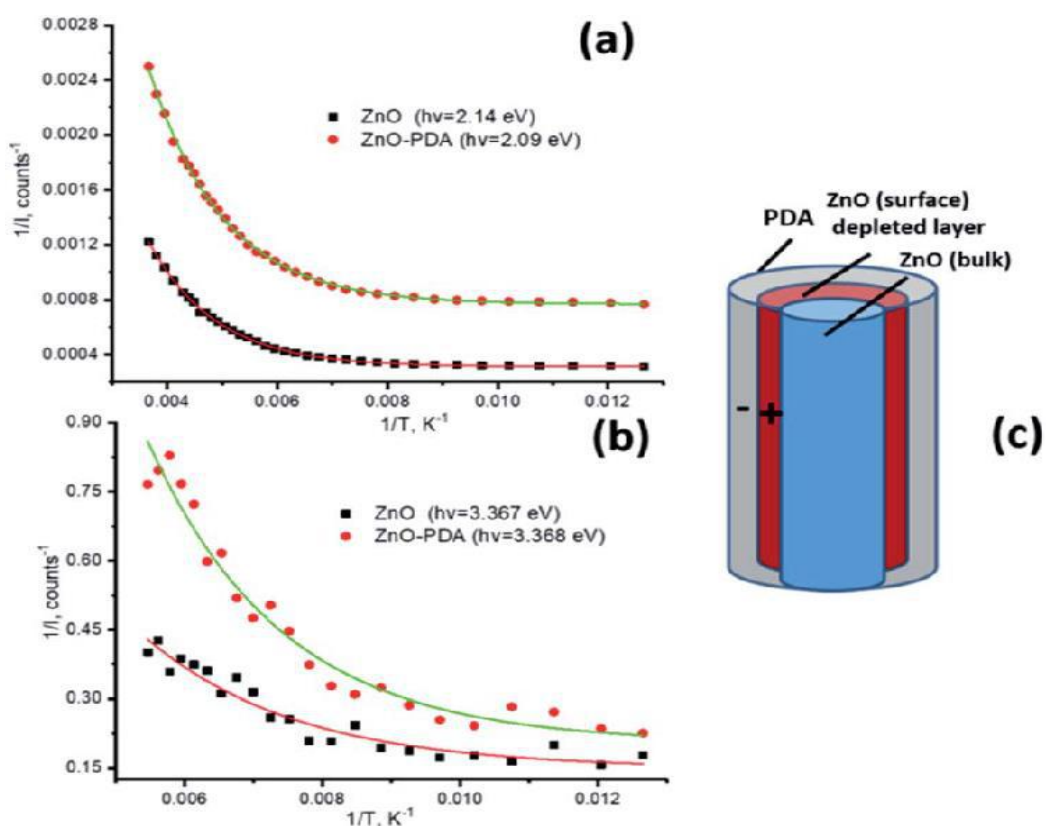 (a)
0.0028
0.0024
0.0020
0.0016
0.0012
0.0008
0.0004
1/I, counts⁻¹
ZnO (hv=2.14 eV)
ZnO-PDA (hv=2.09 eV)
0.004 0.006 0.008 0.010 0.012
1/T, K⁻¹
(b)
0.90
0.75
0.60
0.45
0.30
0.15
1/I, counts⁻¹
ZnO (hv=3.367 eV)
ZnO-PDA (hv=3.368 eV)
0.006 0.008 0.010 0.012
1/T, K⁻¹
PDA
ZnO (surface)
depleted layer
ZnO (bulk)
- +
(c)